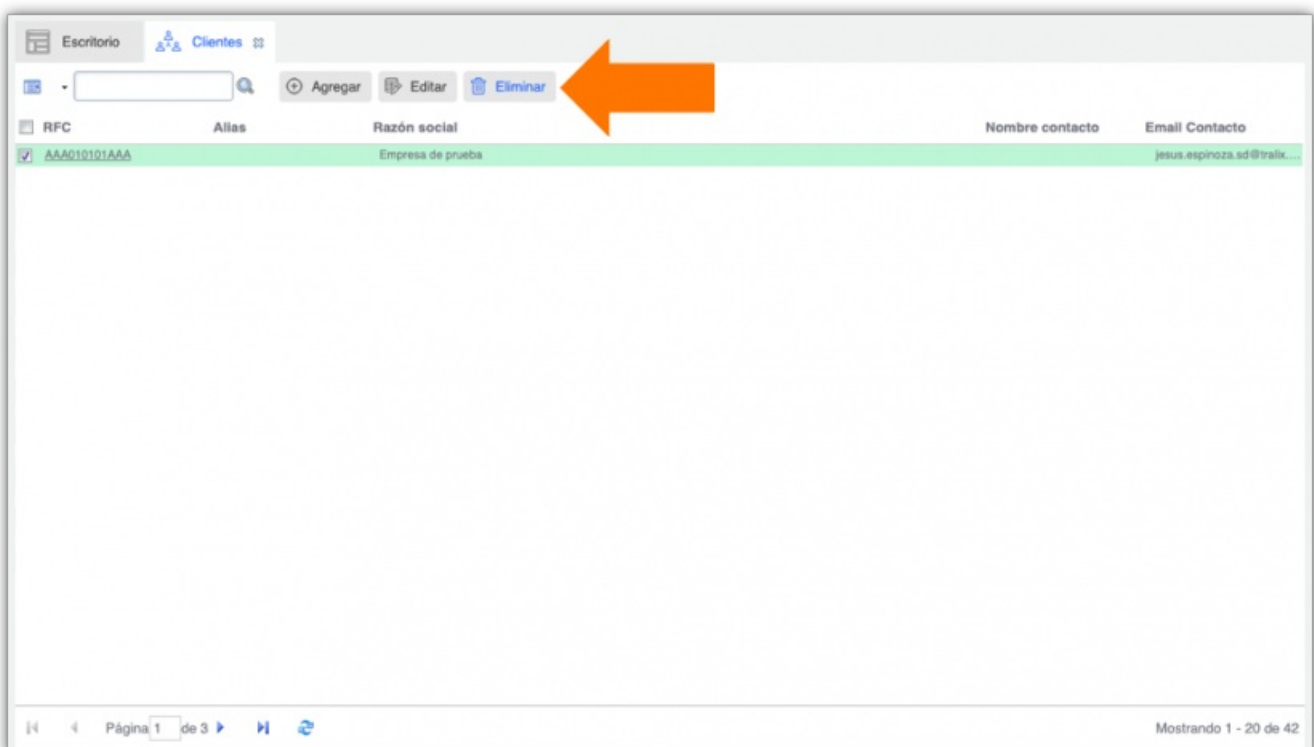 Escritorio Clientes
Agregar Editar Eliminar
RFC Alias Razón social Nombre contacto Email Contacto
AAA010101AAA Empresa de prueba jesus.espinoza.sd@tralix....
Página 1 de 3 Mostrando 1 - 20 de 42